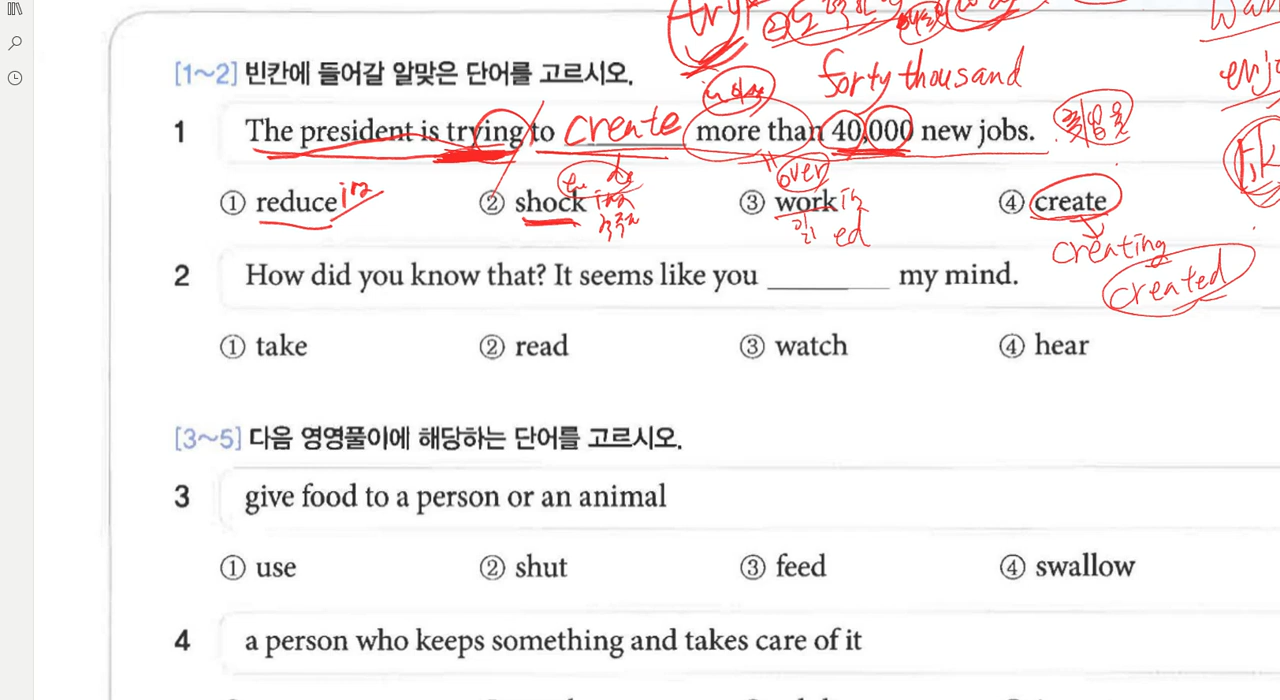 try
forty thousand
enjo
[1~2] 빈칸에 들어갈 알맞은 단어를 고르시오.
1 The president is trying to create more than 40,000 new jobs.
over
① reduce ② shock ③ work ④ create
ed
creating
created
2 How did you know that? It seems like you ________ my mind.
① take ② read ③ watch ④ hear
[3~5] 다음 영영풀이에 해당하는 단어를 고르시오.
3 give food to a person or an animal
① use ② shut ③ feed ④ swallow
4 a person who keeps something and takes care of it